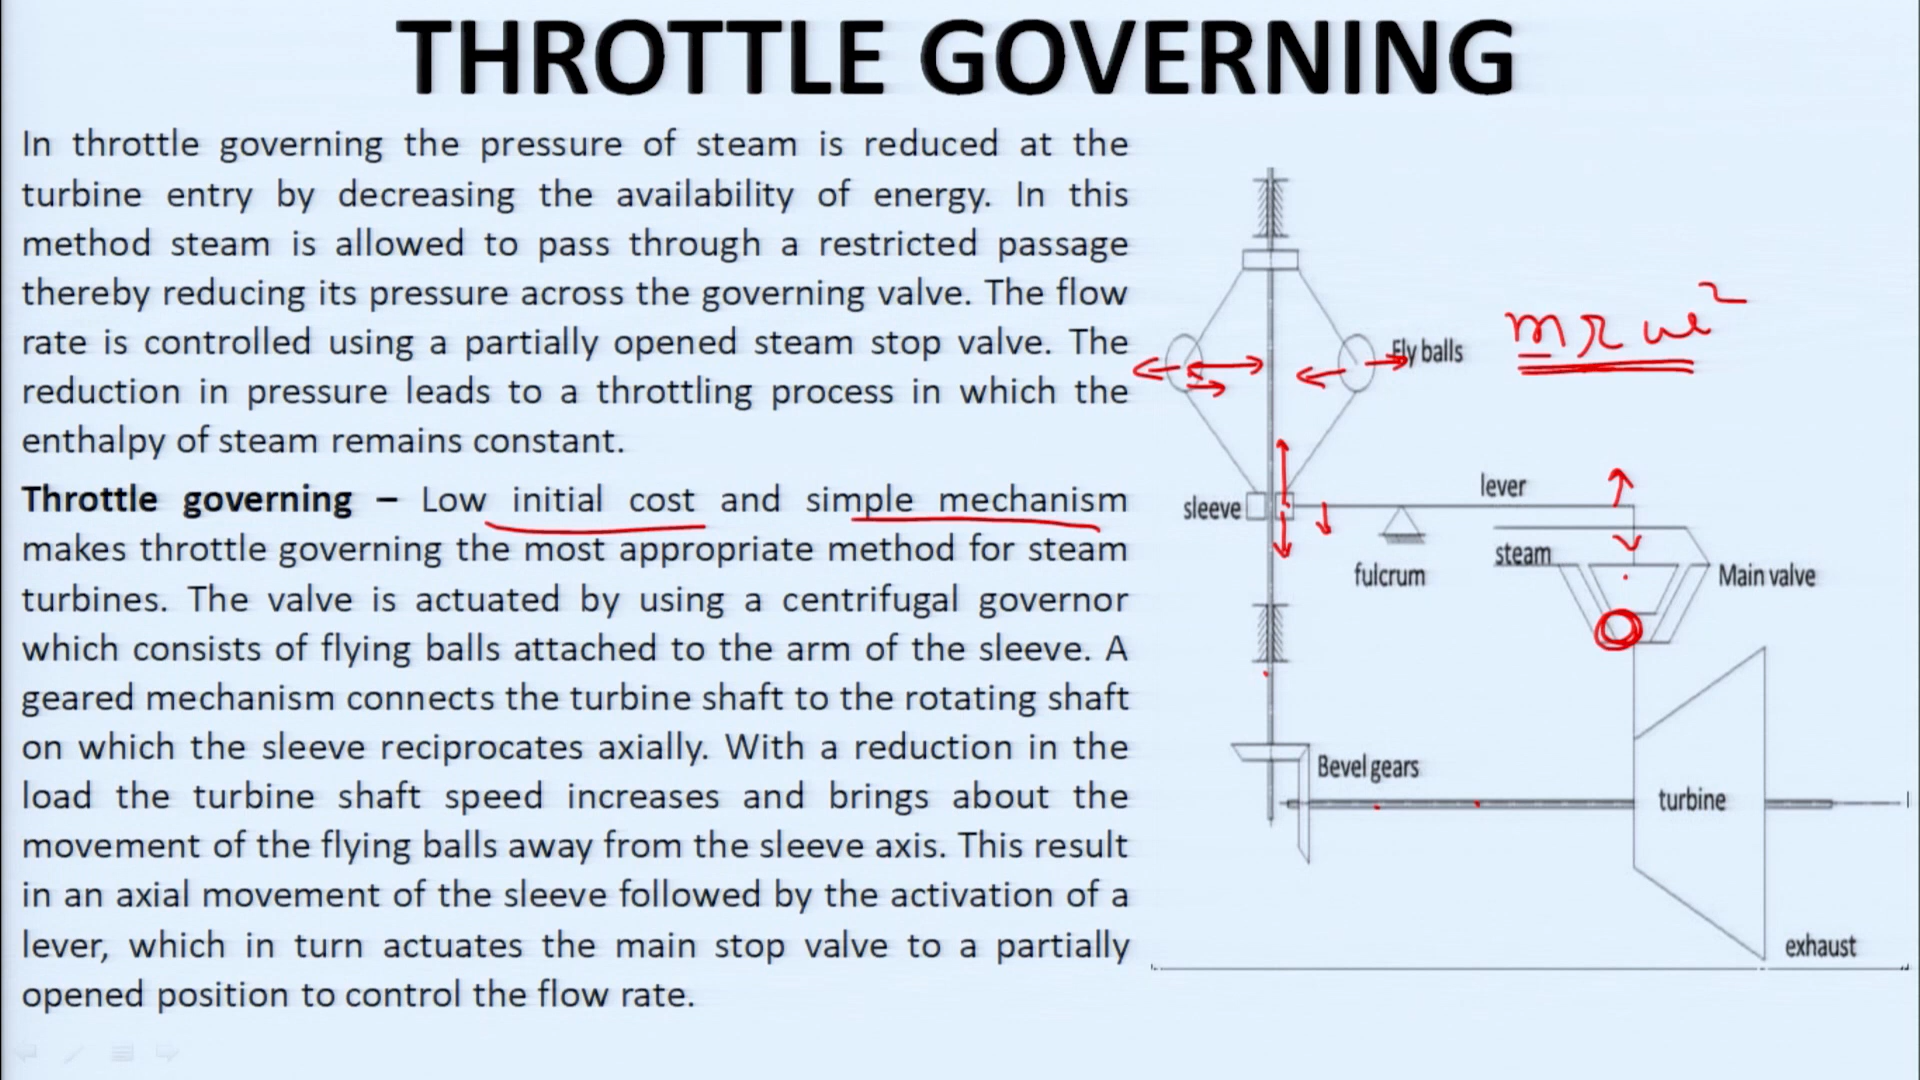 THROTTLE GOVERNING
In throttle governing the pressure of steam is reduced at the
turbine entry by decreasing the availability of energy. In this
method steam is allowed to pass through a restricted passage
thereby reducing its pressure across the governing valve. The flow
rate is controlled using a partially opened steam stop valve. The
reduction in pressure leads to a throttling process in which the
enthalpy of steam remains constant.
Throttle governing – Low initial cost and simple mechanism
makes throttle governing the most appropriate method for steam
turbines. The valve is actuated by using a centrifugal governor
which consists of flying balls attached to the arm of the sleeve. A
geared mechanism connects the turbine shaft to the rotating shaft
on which the sleeve reciprocates axially. With a reduction in the
load the turbine shaft speed increases and brings about the
movement of the flying balls away from the sleeve axis. This result
in an axial movement of the sleeve followed by the activation of a
lever, which in turn actuates the main stop valve to a partially
opened position to control the flow rate.
Fly balls
mrω²
lever
sleeve
steam
fulcrum
Main valve
Bevel gears
turbine
exhaust